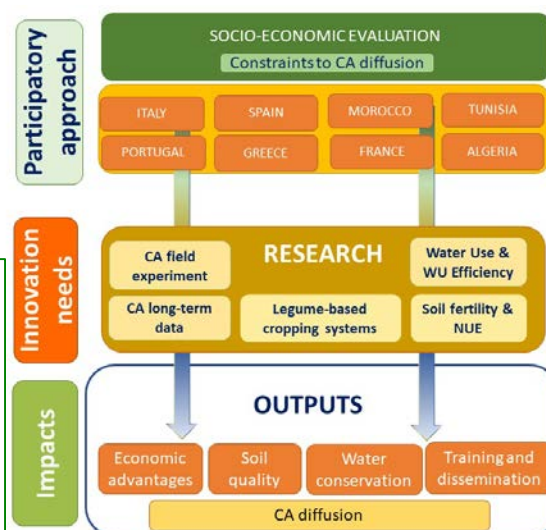 Participatory
approach
SOCIO-ECONOMIC EVALUATION
Constraints to CA diffusion
ITALY
SPAIN
MOROCCO
TUNISIA
PORTUGAL
GREECE
FRANCE
ALGERIA
Innovation
needs
RESEARCH
CA field
experiment
Water Use &
WU Efficiency
CA long-term
data
Legume-based
cropping systems
Soil fertility &
NUE
Impacts
OUTPUTS
Economic
advantages
Soil
quality
Water
conservation
Training and
dissemination
CA diffusion